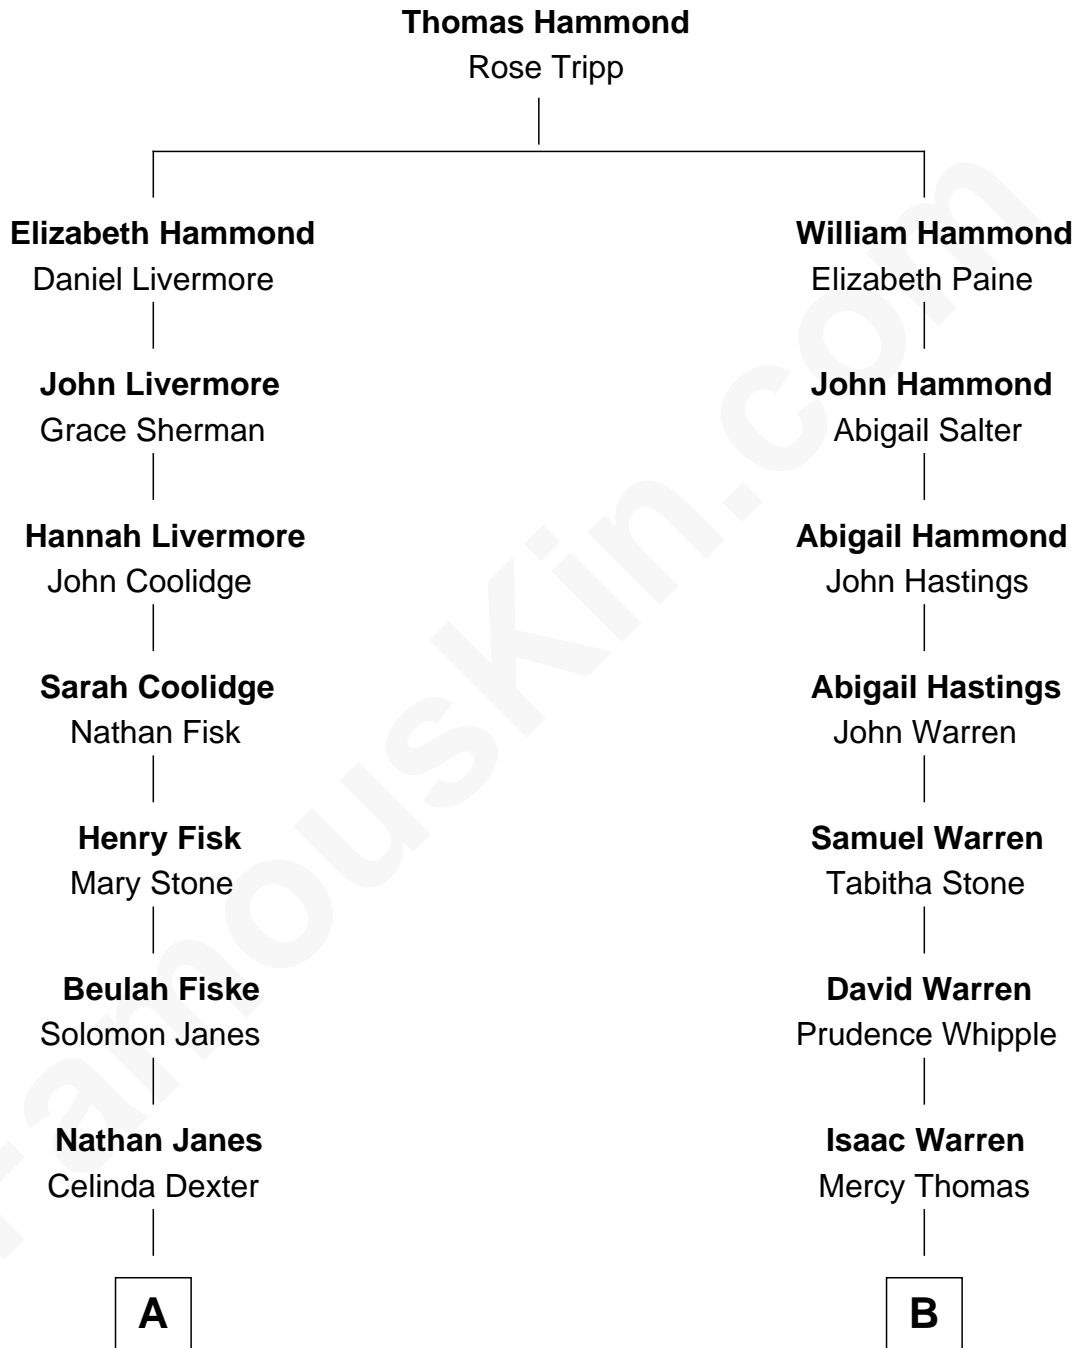 Thomas Hammond
Rose Tripp
Elizabeth Hammond
Daniel Livermore
William Hammond
Elizabeth Paine
John Livermore
Grace Sherman
John Hammond
Abigail Salter
Hannah Livermore
John Coolidge
Abigail Hammond
John Hastings
Sarah Coolidge
Nathan Fisk
Abigail Hastings
John Warren
Henry Fisk
Mary Stone
Samuel Warren
Tabitha Stone
Beulah Fiske
Solomon Janes
David Warren
Prudence Whipple
Nathan Janes
Celinda Dexter
Isaac Warren
Mercy Thomas
A
B
FamousKin.com